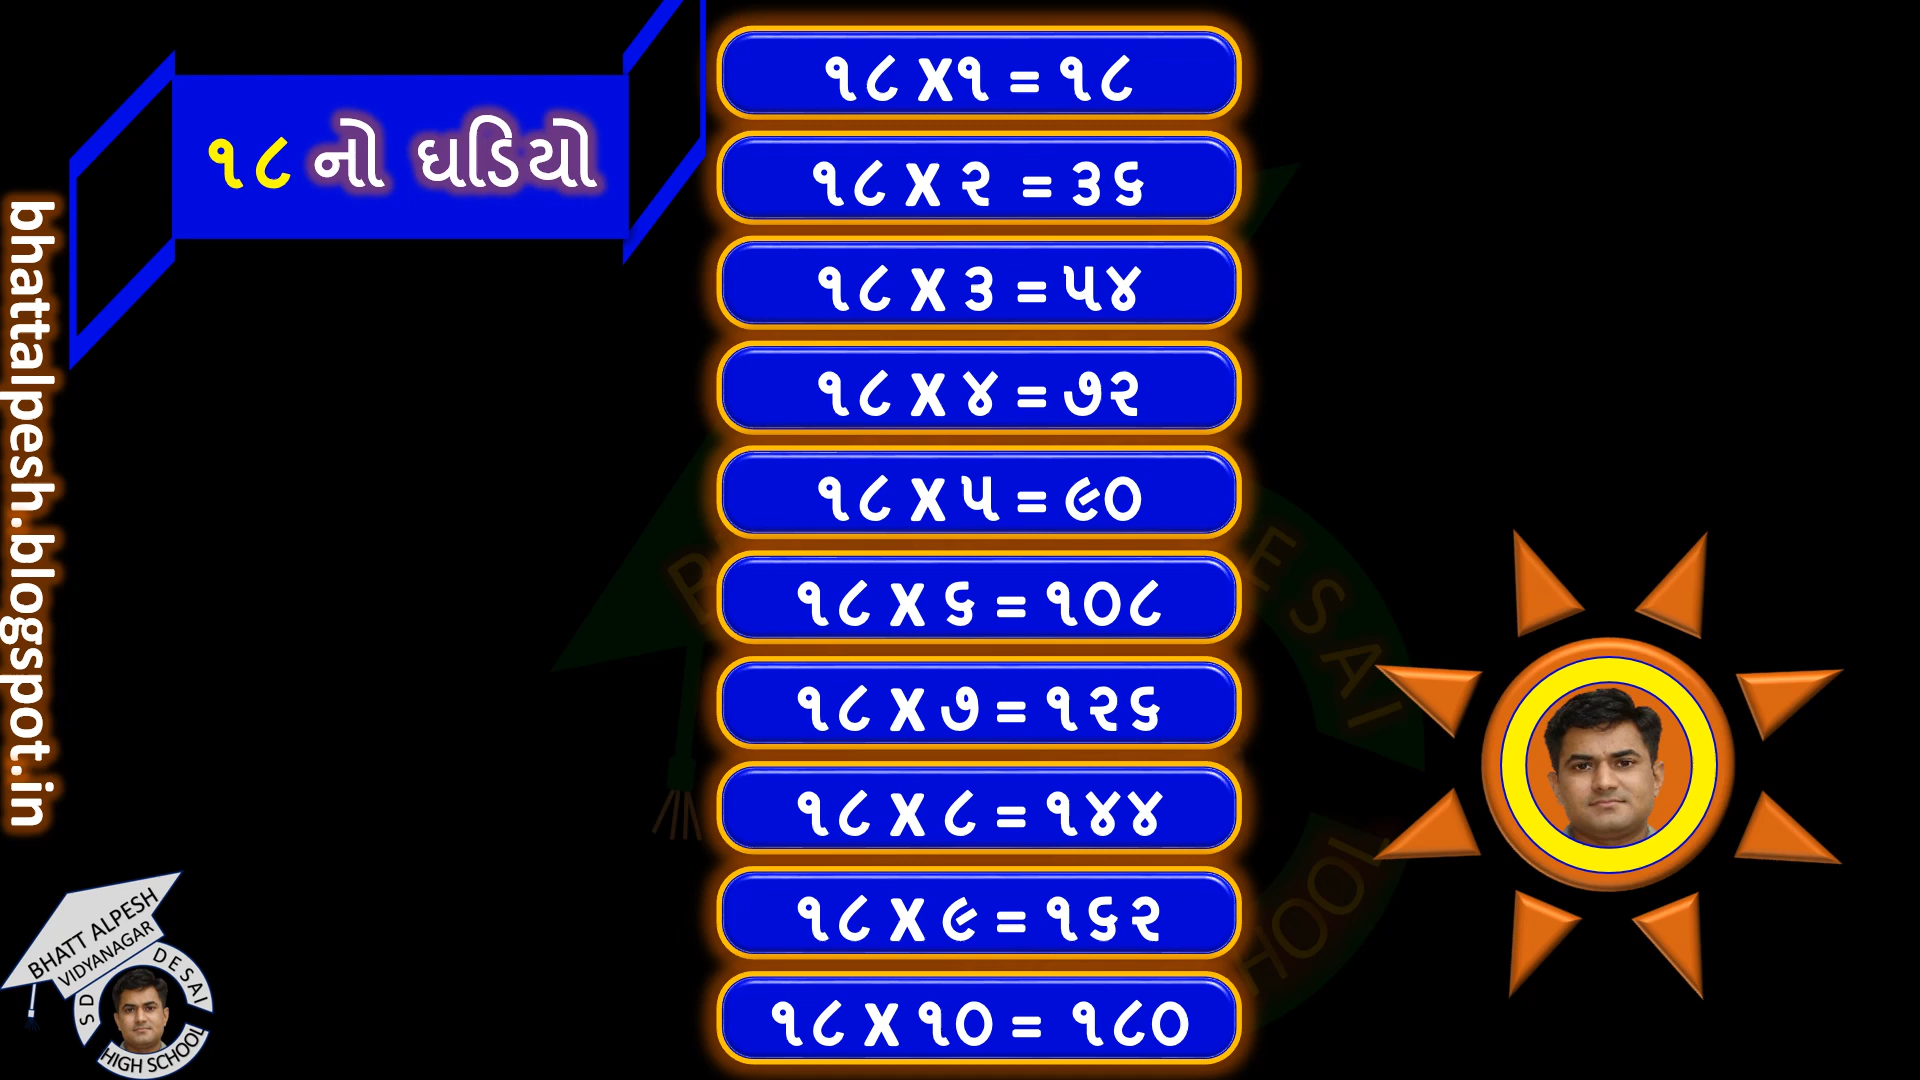 ૧૮ નો ઘડિયો
૧૮ X૧ = ૧૮
૧૮ X ૨ = ૩૬
૧૮ X ૩ = ૫૪
૧૮ X ૪ = ૭૨
૧૮ X ૫ = ૯૦
૧૮ X ૬ = ૧૦૮
૧૮ X ૭ = ૧૨૬
૧૮ X ૮ = ૧૪૪
૧૮ X ૯ = ૧૬૨
૧૮ X ૧૦ = ૧૮૦
bhattalpesh.blogspot.in
BHATT ALPESH
VIDYANAGAR
S D DESAI
HIGH SCHOOL